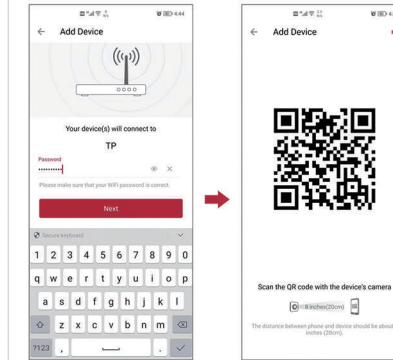 4:44
Add Device
Your device(s) will connect to
TP
Password
••••••••••
Please make sure that your WiFi password is correct.
Next
Secure keyboard
1 2 3 4 5 6 7 8 9 0
q w e r t y u i o p
a s d f g h j k l
z x c v b n m
?123 , .
Add Device
Scan the QR code with the device's camera
8 inches(20cm)
The distance between phone and device should be about
inches (20cm).